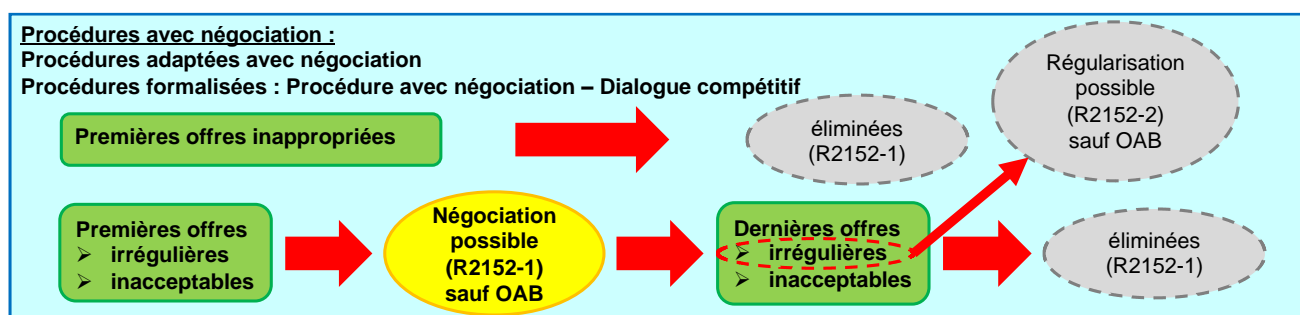 Procédures avec négociation :
Procédures adaptées avec négociation
Procédures formalisées : Procédure avec négociation – Dialogue compétitif
Régularisation
possible
(R2152-2)
sauf OAB
Premières offres inappropriées
éliminées
(R2152-1)
Premières offres
➢ irrégulières
➢ inacceptables
Négociation
possible
(R2152-1)
sauf OAB
Dernières offres
➢ irrégulières
➢ inacceptables
éliminées
(R2152-1)